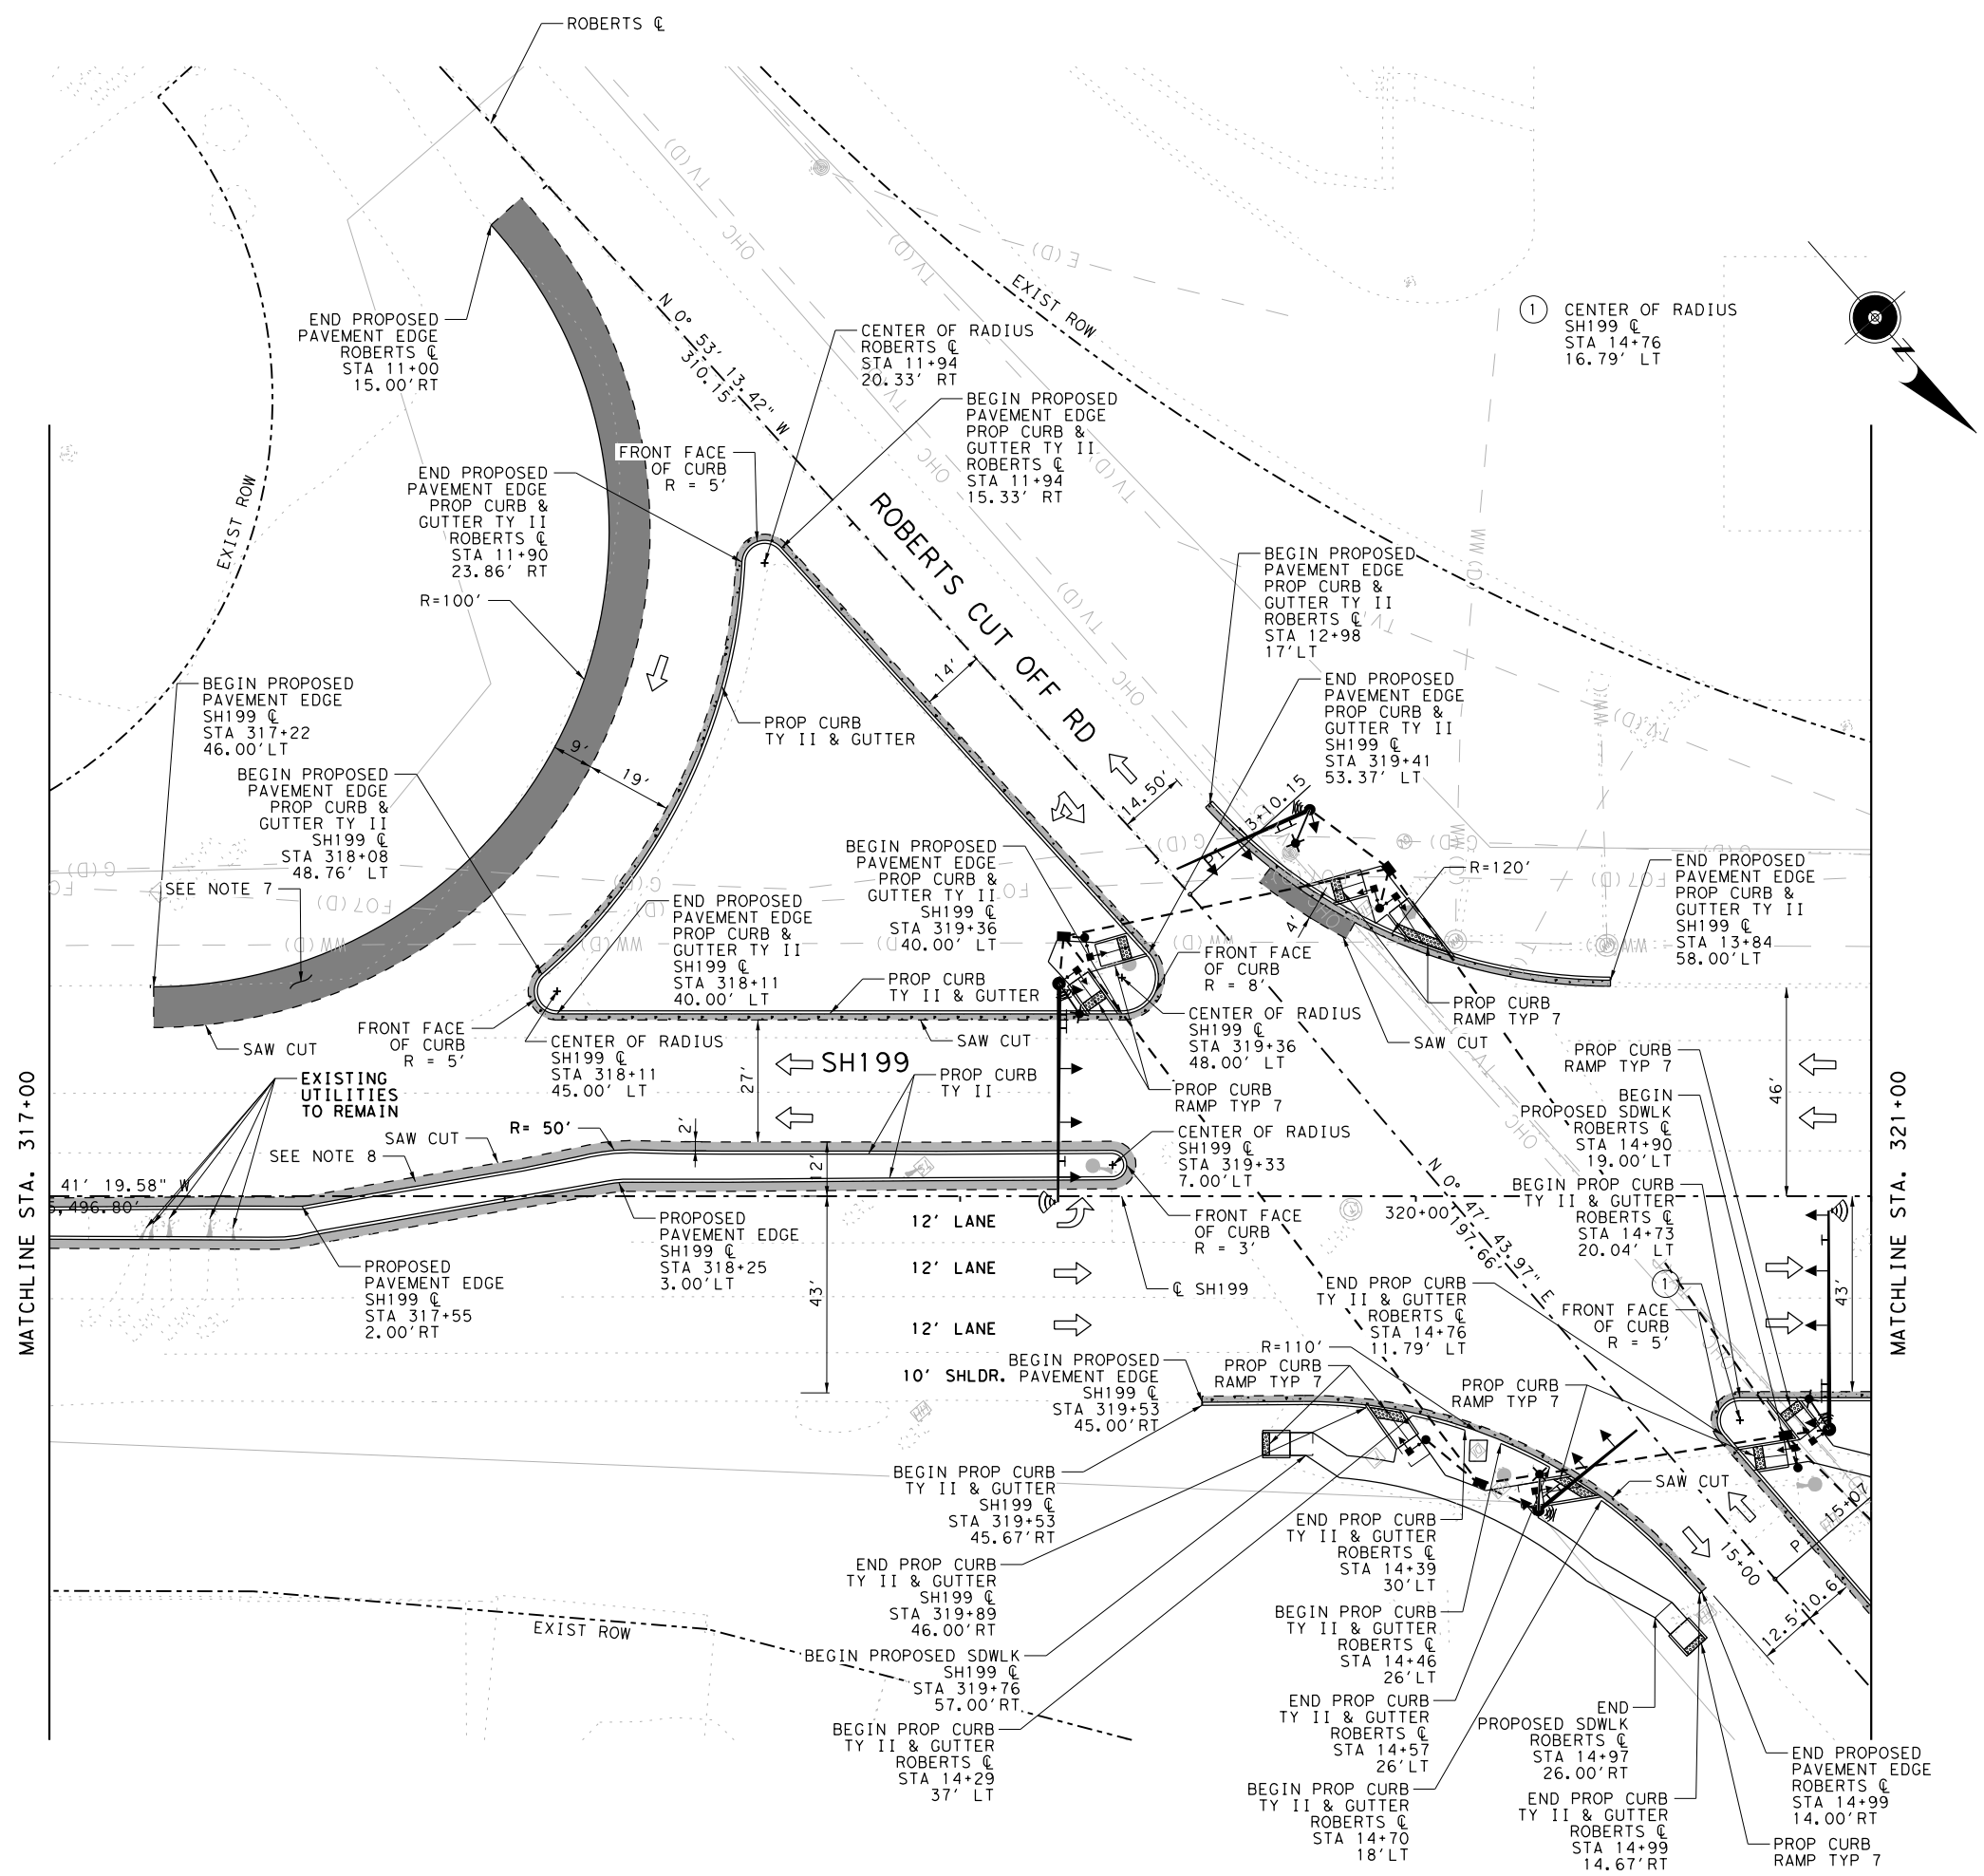 ROBERTS ℄
END PROPOSED
PAVEMENT EDGE
ROBERTS ℄
STA 11+00
15.00'RT
N 0° 53' 13.42" W
310.15'
CENTER OF RADIUS
ROBERTS ℄
STA 11+94
20.33' RT
EXIST ROW
1 CENTER OF RADIUS
SH199 ℄
STA 14+76
16.79' LT
N
BEGIN PROPOSED
PAVEMENT EDGE
PROP CURB &
GUTTER TY II
ROBERTS ℄
STA 11+94
15.33' RT
FRONT FACE
OF CURB
R = 5'
END PROPOSED
PAVEMENT EDGE
PROP CURB &
GUTTER TY II
ROBERTS ℄
STA 11+90
23.86' RT
EXIST ROW
R=100'
ROBERTS CUT OFF RD
BEGIN PROPOSED
PAVEMENT EDGE
PROP CURB &
GUTTER TY II
ROBERTS ℄
STA 12+98
17'LT
BEGIN PROPOSED
PAVEMENT EDGE
SH199 ℄
STA 317+22
46.00'LT
14'
PROP CURB
TY II & GUTTER
END PROPOSED
PAVEMENT EDGE
PROP CURB &
GUTTER TY II
SH199 ℄
STA 319+41
53.37' LT
BEGIN PROPOSED
PAVEMENT EDGE
PROP CURB &
GUTTER TY II
SH199 ℄
STA 318+08
48.76' LT
9'
19'
14.50'
PI 3+10.15
SEE NOTE 7
BEGIN PROPOSED
PAVEMENT EDGE
PROP CURB &
GUTTER TY II
SH199 ℄
STA 319+36
40.00' LT
R=120'
END PROPOSED
PAVEMENT EDGE
PROP CURB &
GUTTER TY II
SH199 ℄
STA 13+84
58.00'LT
END PROPOSED
PAVEMENT EDGE
PROP CURB &
GUTTER TY II
SH199 ℄
STA 318+11
40.00' LT
4'
FRONT FACE
OF CURB
R = 8'
PROP CURB
TY II & GUTTER
PROP CURB
RAMP TYP 7
SAW CUT
FRONT FACE
OF CURB
R = 5'
SAW CUT
CENTER OF RADIUS
SH199 ℄
STA 318+11
45.00' LT
SAW CUT
CENTER OF RADIUS
SH199 ℄
STA 319+36
48.00' LT
SH199
27'
PROP CURB
TY II
PROP CURB
RAMP TYP 7
PROP CURB
RAMP TYP 7
46'
EXISTING
UTILITIES
TO REMAIN
MATCHLINE STA. 317+00
MATCHLINE STA. 321+00
BEGIN
PROPOSED SDWLK
ROBERTS ℄
STA 14+90
19.00'LT
R= 50'
2'
SAW CUT
SEE NOTE 8
12'
CENTER OF RADIUS
SH199 ℄
STA 319+33
7.00'LT
N 0° 47' 43.97" E
197.66'
BEGIN PROP CURB
TY II & GUTTER
ROBERTS ℄
STA 14+73
20.04' LT
41' 19.58" W
,496.80'
320+00
PROPOSED
PAVEMENT EDGE
SH199 ℄
STA 318+25
3.00'LT
12' LANE
FRONT FACE
OF CURB
R = 3'
PROPOSED
PAVEMENT EDGE
SH199 ℄
STA 317+55
2.00'RT
12' LANE
43'
℄ SH199
END PROP CURB
TY II & GUTTER
ROBERTS ℄
STA 14+76
11.79' LT
1
43'
FRONT FACE
OF CURB
R = 5'
12' LANE
R=110'
PROP CURB
RAMP TYP 7
10' SHLDR.
BEGIN PROPOSED
PAVEMENT EDGE
SH199 ℄
STA 319+53
45.00'RT
PROP CURB
RAMP TYP 7
BEGIN PROP CURB
TY II & GUTTER
SH199 ℄
STA 319+53
45.67'RT
SAW CUT
15+07
PI
15+00
END PROP CURB
TY II & GUTTER
ROBERTS ℄
STA 14+39
30'LT
END PROP CURB
TY II & GUTTER
SH199 ℄
STA 319+89
46.00'RT
10.6'
12.5'
BEGIN PROP CURB
TY II & GUTTER
ROBERTS ℄
STA 14+46
26'LT
EXIST ROW
BEGIN PROPOSED SDWLK
SH199 ℄
STA 319+76
57.00'RT
END PROP CURB
TY II & GUTTER
ROBERTS ℄
STA 14+57
26'LT
END
PROPOSED SDWLK
ROBERTS ℄
STA 14+97
26.00'RT
BEGIN PROP CURB
TY II & GUTTER
ROBERTS ℄
STA 14+29
37' LT
END PROPOSED
PAVEMENT EDGE
ROBERTS ℄
STA 14+99
14.00'RT
BEGIN PROP CURB
TY II & GUTTER
ROBERTS ℄
STA 14+70
18'LT
END PROP CURB
TY II & GUTTER
ROBERTS ℄
STA 14+99
14.67'RT
PROP CURB
RAMP TYP 7
TV(D)
OHC
TV(D)
E(D)
OHC
TV
OHC
TV(D)
WW(D)
TV(D)
OHC
TV
TV(D)
G(D)
FO7(D)
G(D)
WW(D)
WW(D)
G(D)
FO7(D)
WW(D)
WW
OHC